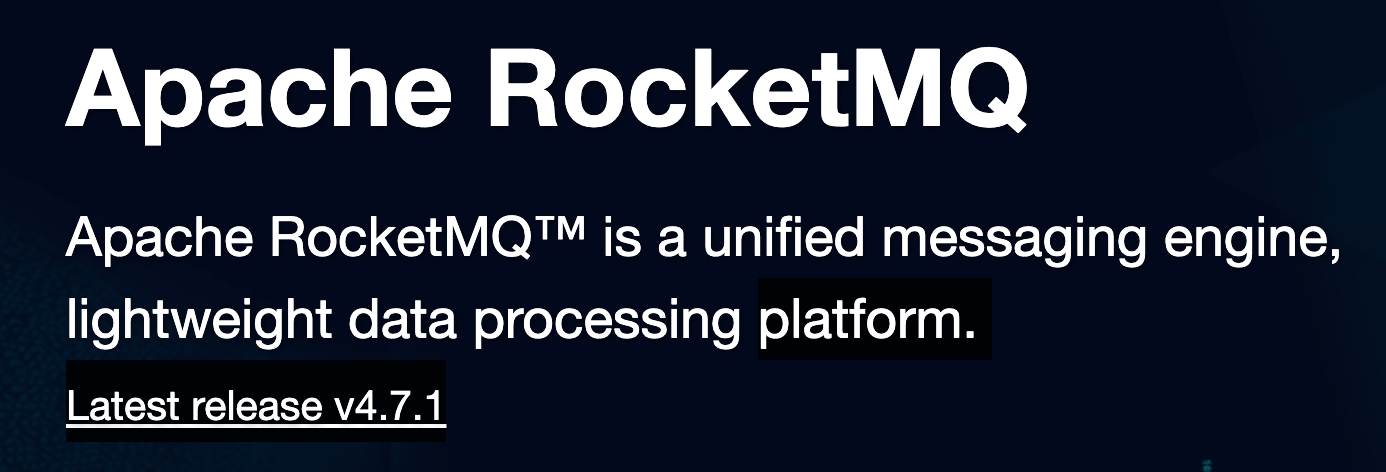 Apache RocketMQ
Apache RocketMQ™ is a unified messaging engine,
lightweight data processing platform.
Latest release v4.7.1